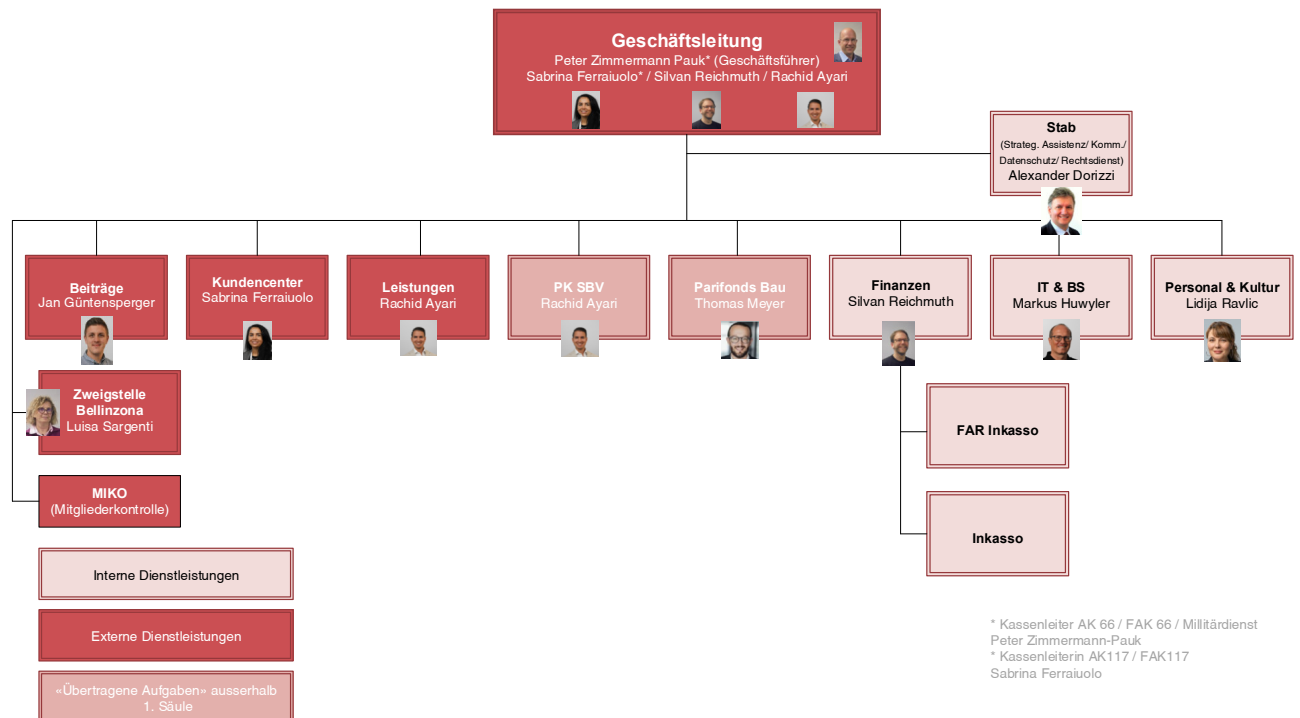 Geschäftsleitung
Peter Zimmermann Pauk* (Geschäftsführer)
Sabrina Ferraiuolo* / Silvan Reichmuth / Rachid Ayari
Stab
(Strateg. Assistenz/ Komm./
Datenschutz/ Rechtsdienst)
Alexander Dorizzi
Beiträge
Jan Güntensperger
Kundencenter
Sabrina Ferraiuolo
Leistungen
Rachid Ayari
PK SBV
Rachid Ayari
Parifonds Bau
Thomas Meyer
Finanzen
Silvan Reichmuth
IT & BS
Markus Huwyler
Personal & Kultur
Lidija Ravlic
Zweigstelle
Bellinzona
Luisa Sargenti
MIKO
(Mitgliederkontrolle)
FAR Inkasso
Inkasso
Interne Dienstleistungen
Externe Dienstleistungen
«Übertragene Aufgaben» ausserhalb
1. Säule
* Kassenleiter AK 66 / FAK 66 / Millitärdienst
Peter Zimmermann-Pauk
* Kassenleiterin AK117 / FAK117
Sabrina Ferraiuolo